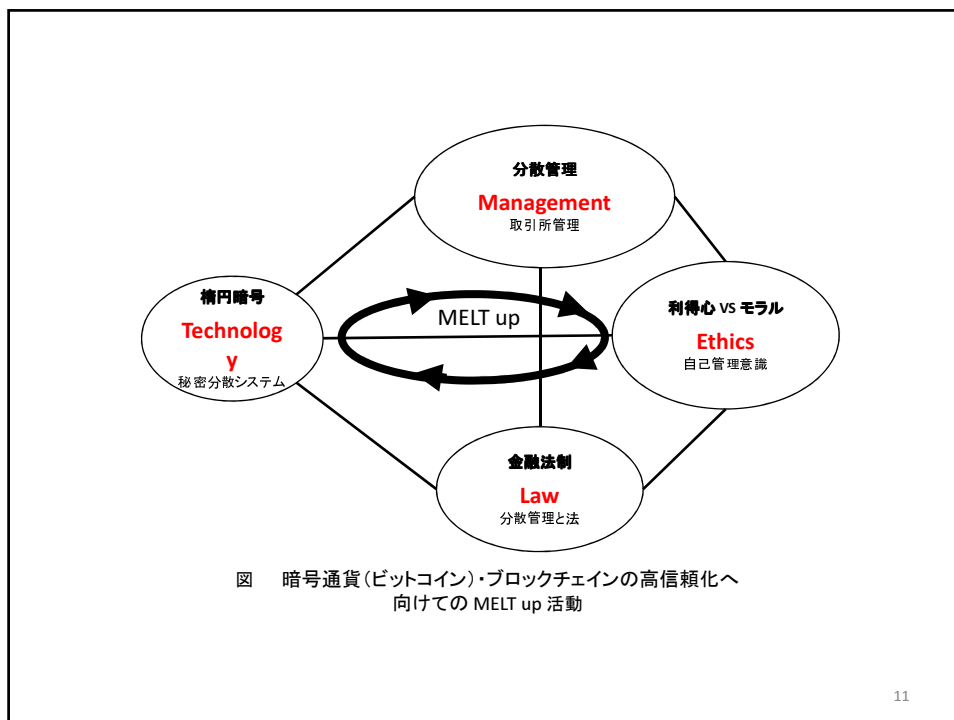 分散管理
Management
取引所管理
楕円暗号
Technolog
y
秘密分散システム
MELT up
利得心 VS モラル
Ethics
自己管理意識
金融法制
Law
分散管理と法
図 暗号通貨(ビットコイン)・ブロックチェインの高信頼化へ
向けての MELT up 活動
11